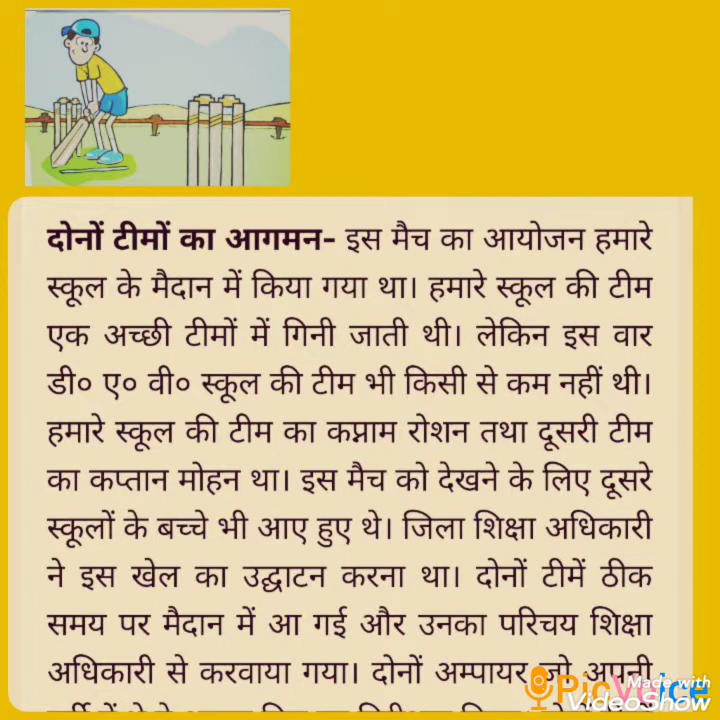 दोनों टीमों का आगमन- इस मैच का आयोजन हमारे
स्कूल के मैदान में किया गया था। हमारे स्कूल की टीम
एक अच्छी टीमों में गिनी जाती थी। लेकिन इस वार
डी० ए० वी० स्कूल की टीम भी किसी से कम नहीं थी।
हमारे स्कूल की टीम का कप्नाम रोशन तथा दूसरी टीम
का कप्तान मोहन था। इस मैच को देखने के लिए दूसरे
स्कूलों के बच्चे भी आए हुए थे। जिला शिक्षा अधिकारी
ने इस खेल का उद्घाटन करना था। दोनों टीमें ठीक
समय पर मैदान में आ गई और उनका परिचय शिक्षा
अधिकारी से करवाया गया। दोनों अम्पायर जो अपनी
PicVoice
Made with
VideoShow